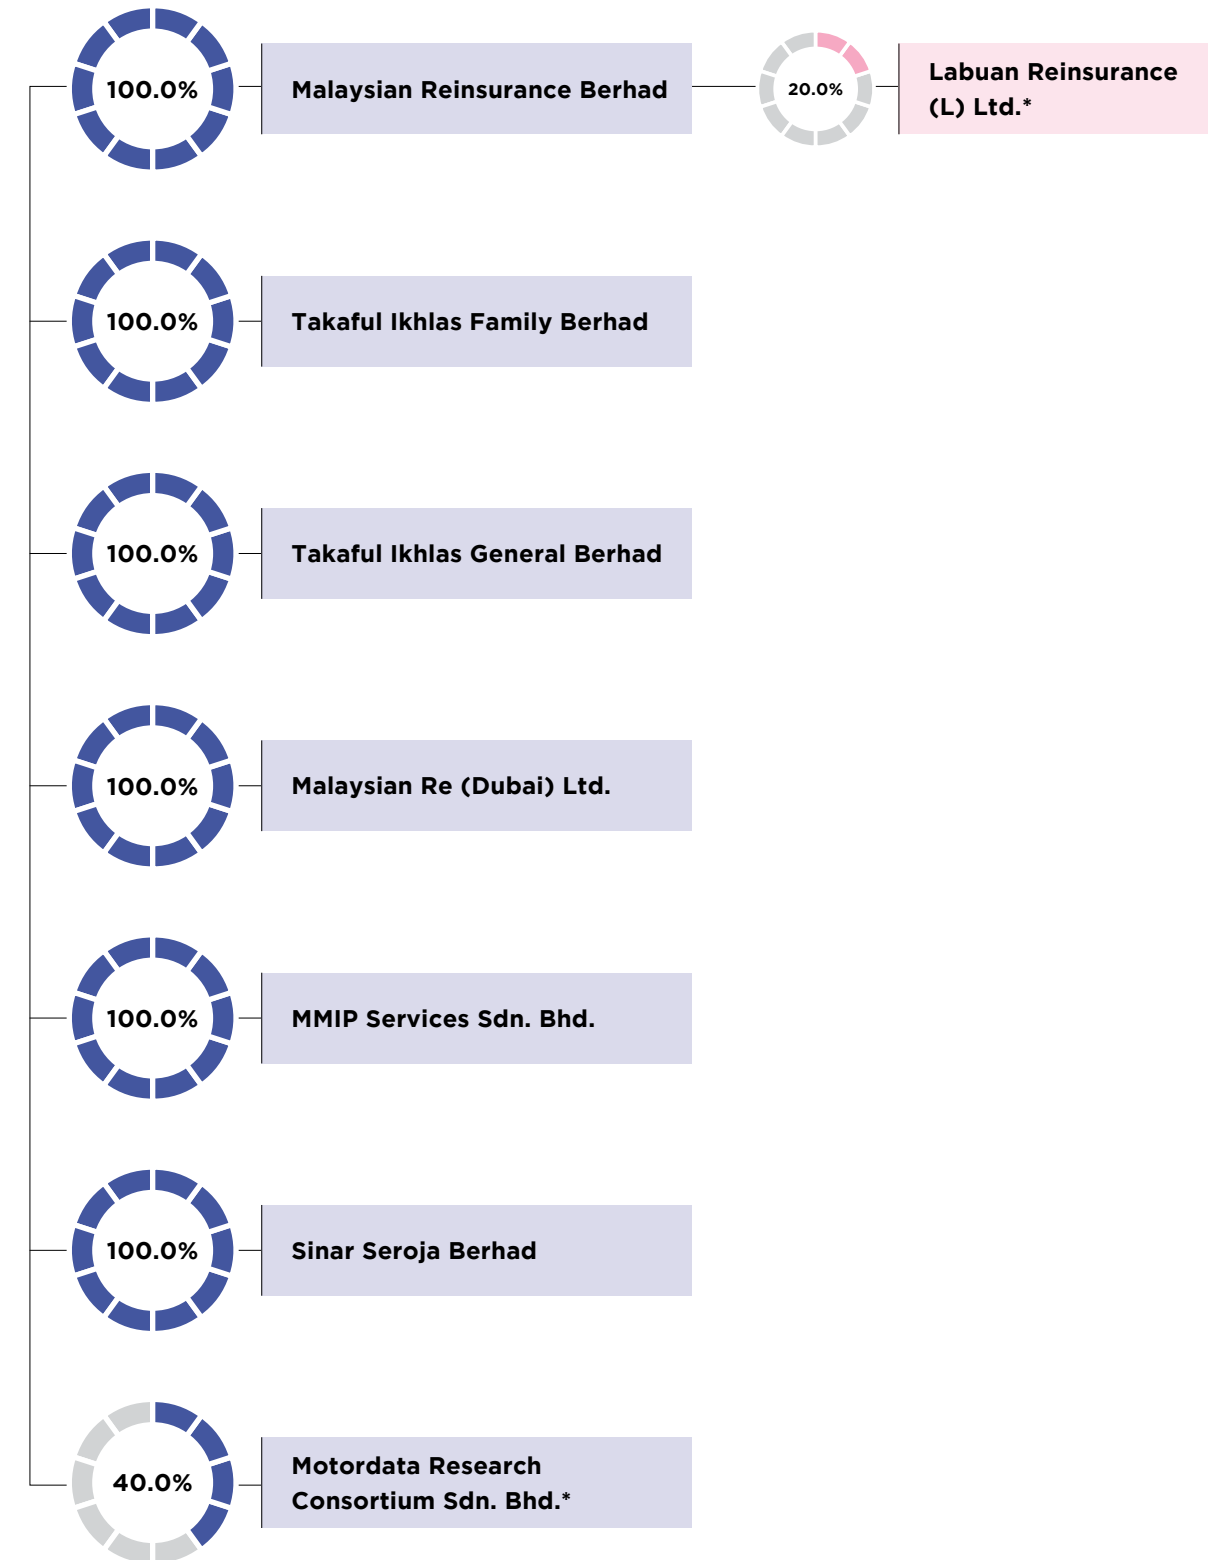 100.0%
Malaysian Reinsurance Berhad
20.0%
Labuan Reinsurance
(L) Ltd.*
100.0%
Takaful Ikhlas Family Berhad
100.0%
Takaful Ikhlas General Berhad
100.0%
Malaysian Re (Dubai) Ltd.
100.0%
MMIP Services Sdn. Bhd.
100.0%
Sinar Seroja Berhad
40.0%
Motordata Research
Consortium Sdn. Bhd.*